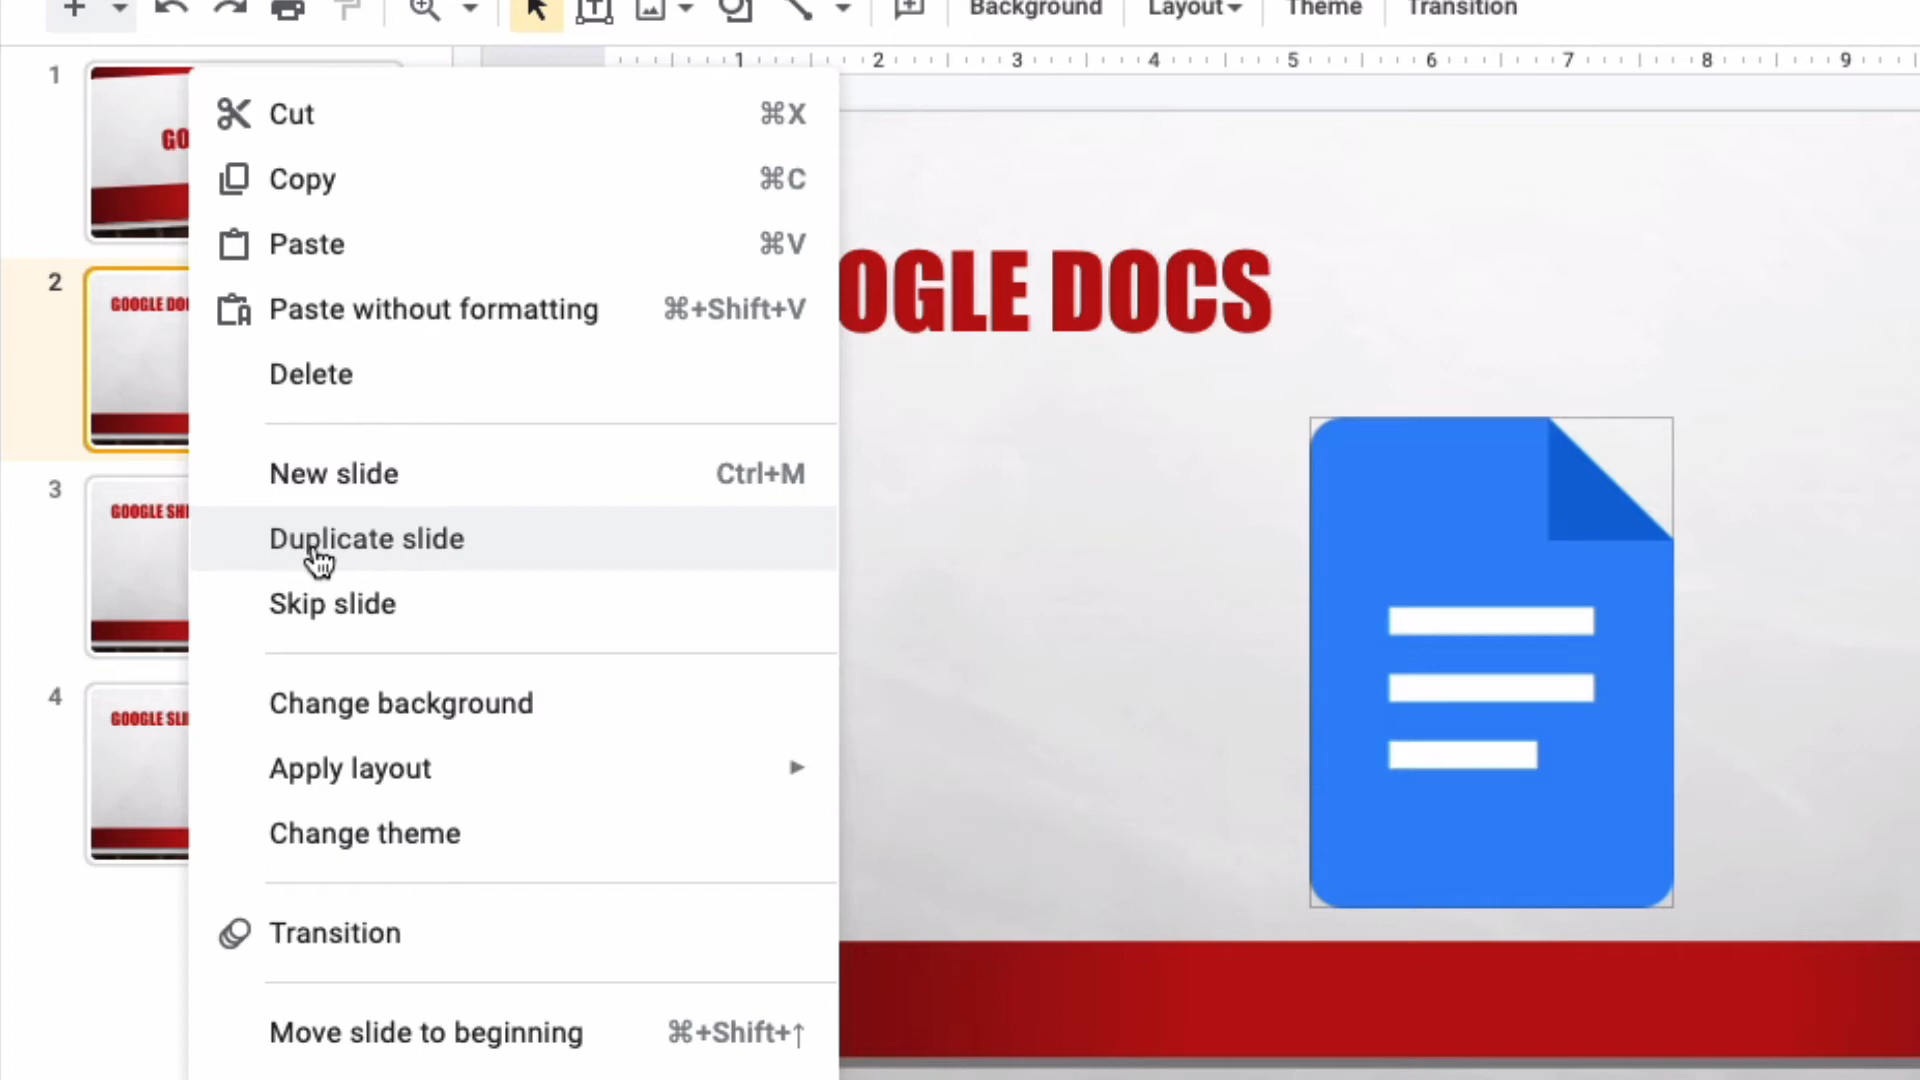 Background Layout Theme Transition
1 2 3 4 5 6 7 8 9
1
GO
Cut ⌘X
Copy ⌘C
Paste ⌘V
Paste without formatting ⌘+Shift+V
Delete
New slide Ctrl+M
Duplicate slide
Skip slide
Change background
Apply layout ►
Change theme
Transition
Move slide to beginning ⌘+Shift+↑
2
GOOGLE DO
3
GOOGLE SHE
4
GOOGLE SLI
OGLE DOCS